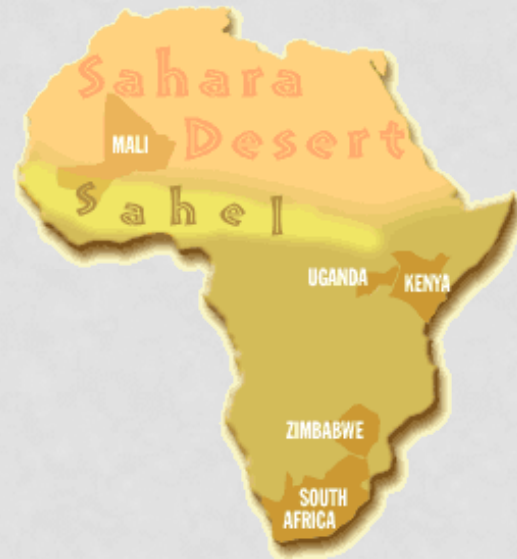 Sahara
MALI
Desert
Sahel
UGANDA
KENYA
ZIMBABWE
SOUTH
AFRICA